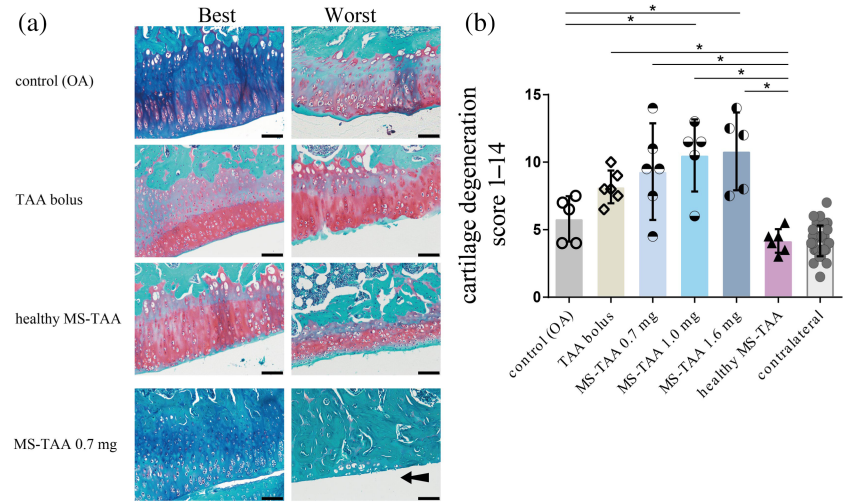 (a)
Best Worst
control (OA)
TAA bolus
healthy MS-TAA
MS-TAA 0.7 mg
(b)
*
*
*
*
*
*
cartilage degeneration
score 1–14
15
10
5
0
control (OA)
TAA bolus
MS-TAA 0.7 mg
MS-TAA 1.0 mg
MS-TAA 1.6 mg
healthy MS-TAA
contralateral